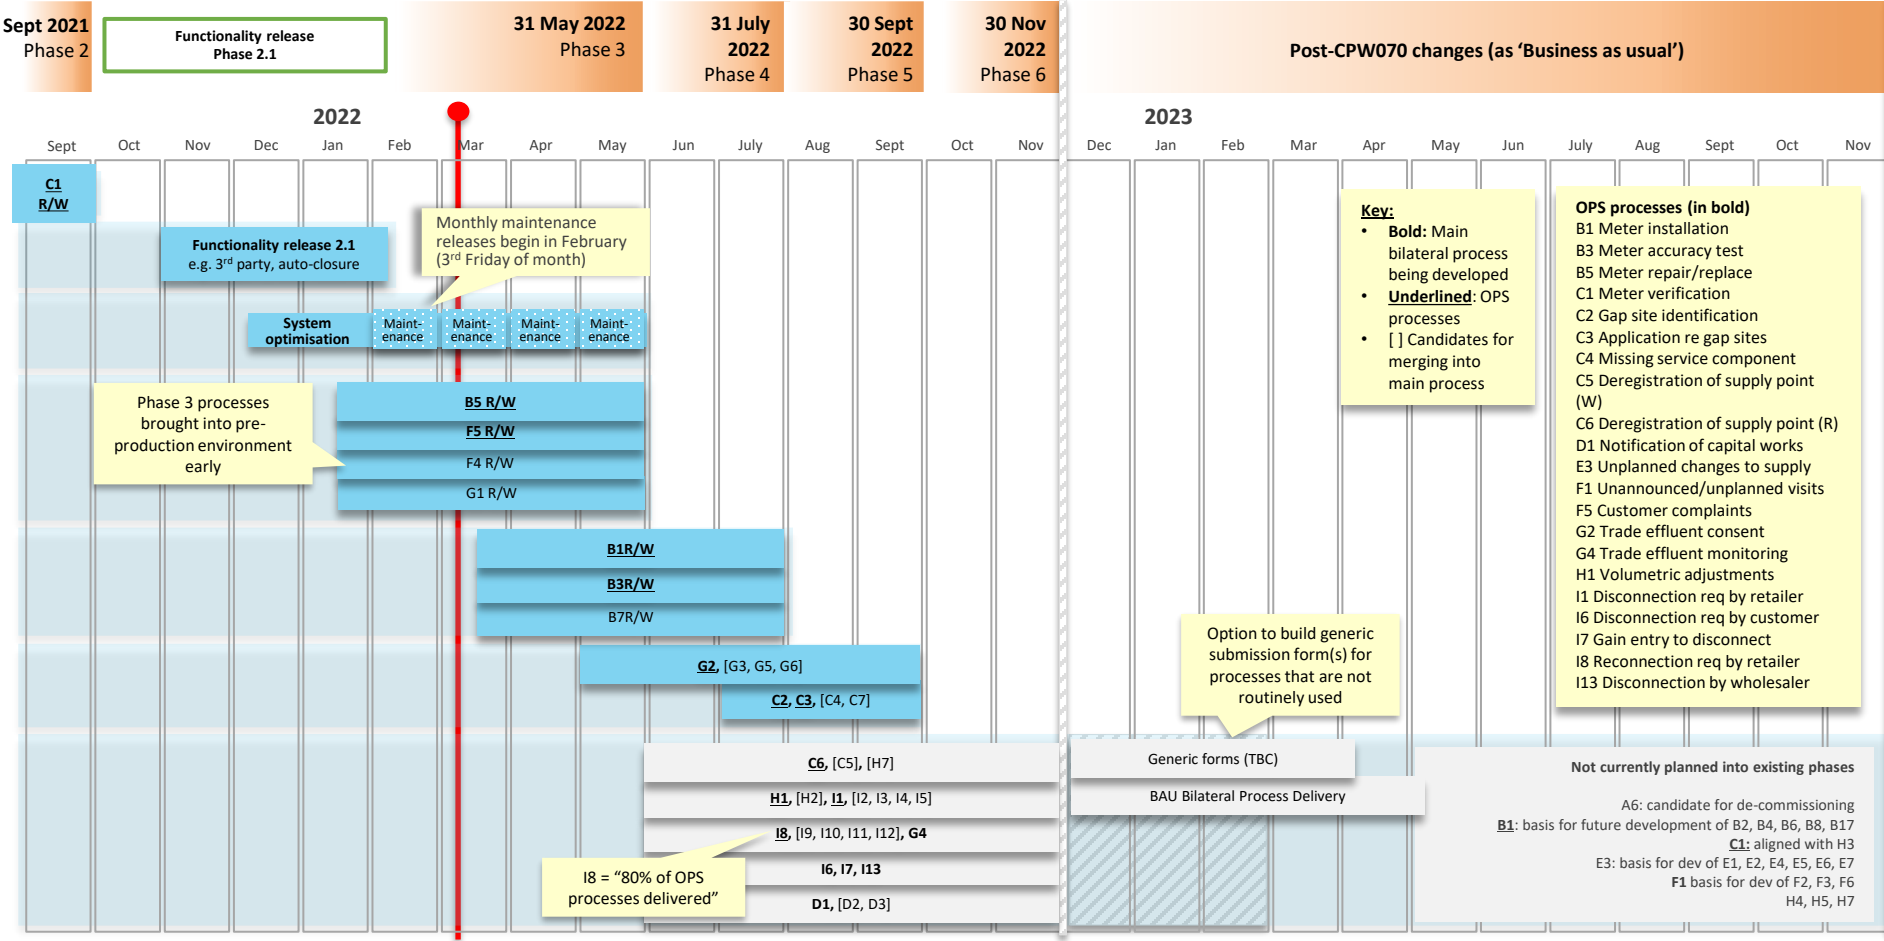 Sept 2021
Phase 2
Functionality release
Phase 2.1
31 May 2022
Phase 3
31 July
2022
Phase 4
30 Sept
2022
Phase 5
30 Nov
2022
Phase 6
Post-CPW070 changes (as ‘Business as usual’)
2022
2023
Sept Oct Nov Dec Jan Feb Mar Apr May Jun July Aug Sept Oct Nov Dec Jan Feb Mar Apr May Jun July Aug Sept Oct Nov
C1
R/W
Functionality release 2.1
e.g. 3rd party, auto-closure
Monthly maintenance
releases begin in February
(3rd Friday of month)
System
optimisation
Maint-
enance
Maint-
enance
Maint-
enance
Maint-
enance
Phase 3 processes
brought into pre-
production environment
early
B5 R/W
F5 R/W
F4 R/W
G1 R/W
B1R/W
B3R/W
B7R/W
G2, [G3, G5, G6]
C2, C3, [C4, C7]
C6, [C5], [H7]
H1, [H2], I1, [I2, I3, I4, I5]
I8, [I9, I10, I11, I12], G4
I6, I7, I13
D1, [D2, D3]
I8 = “80% of OPS
processes delivered”
Key:
• Bold: Main
bilateral process
being developed
• Underlined: OPS
processes
• [ ] Candidates for
merging into
main process
OPS processes (in bold)
B1 Meter installation
B3 Meter accuracy test
B5 Meter repair/replace
C1 Meter verification
C2 Gap site identification
C3 Application re gap sites
C4 Missing service component
C5 Deregistration of supply point
(W)
C6 Deregistration of supply point (R)
D1 Notification of capital works
E3 Unplanned changes to supply
F1 Unannounced/unplanned visits
F5 Customer complaints
G2 Trade effluent consent
G4 Trade effluent monitoring
H1 Volumetric adjustments
I1 Disconnection req by retailer
I6 Disconnection req by customer
I7 Gain entry to disconnect
I8 Reconnection req by retailer
I13 Disconnection by wholesaler
Option to build generic
submission form(s) for
processes that are not
routinely used
Generic forms (TBC)
BAU Bilateral Process Delivery
Not currently planned into existing phases
A6: candidate for de-commissioning
B1: basis for future development of B2, B4, B6, B8, B17
C1: aligned with H3
E3: basis for dev of E1, E2, E4, E5, E6, E7
F1 basis for dev of F2, F3, F6
H4, H5, H7